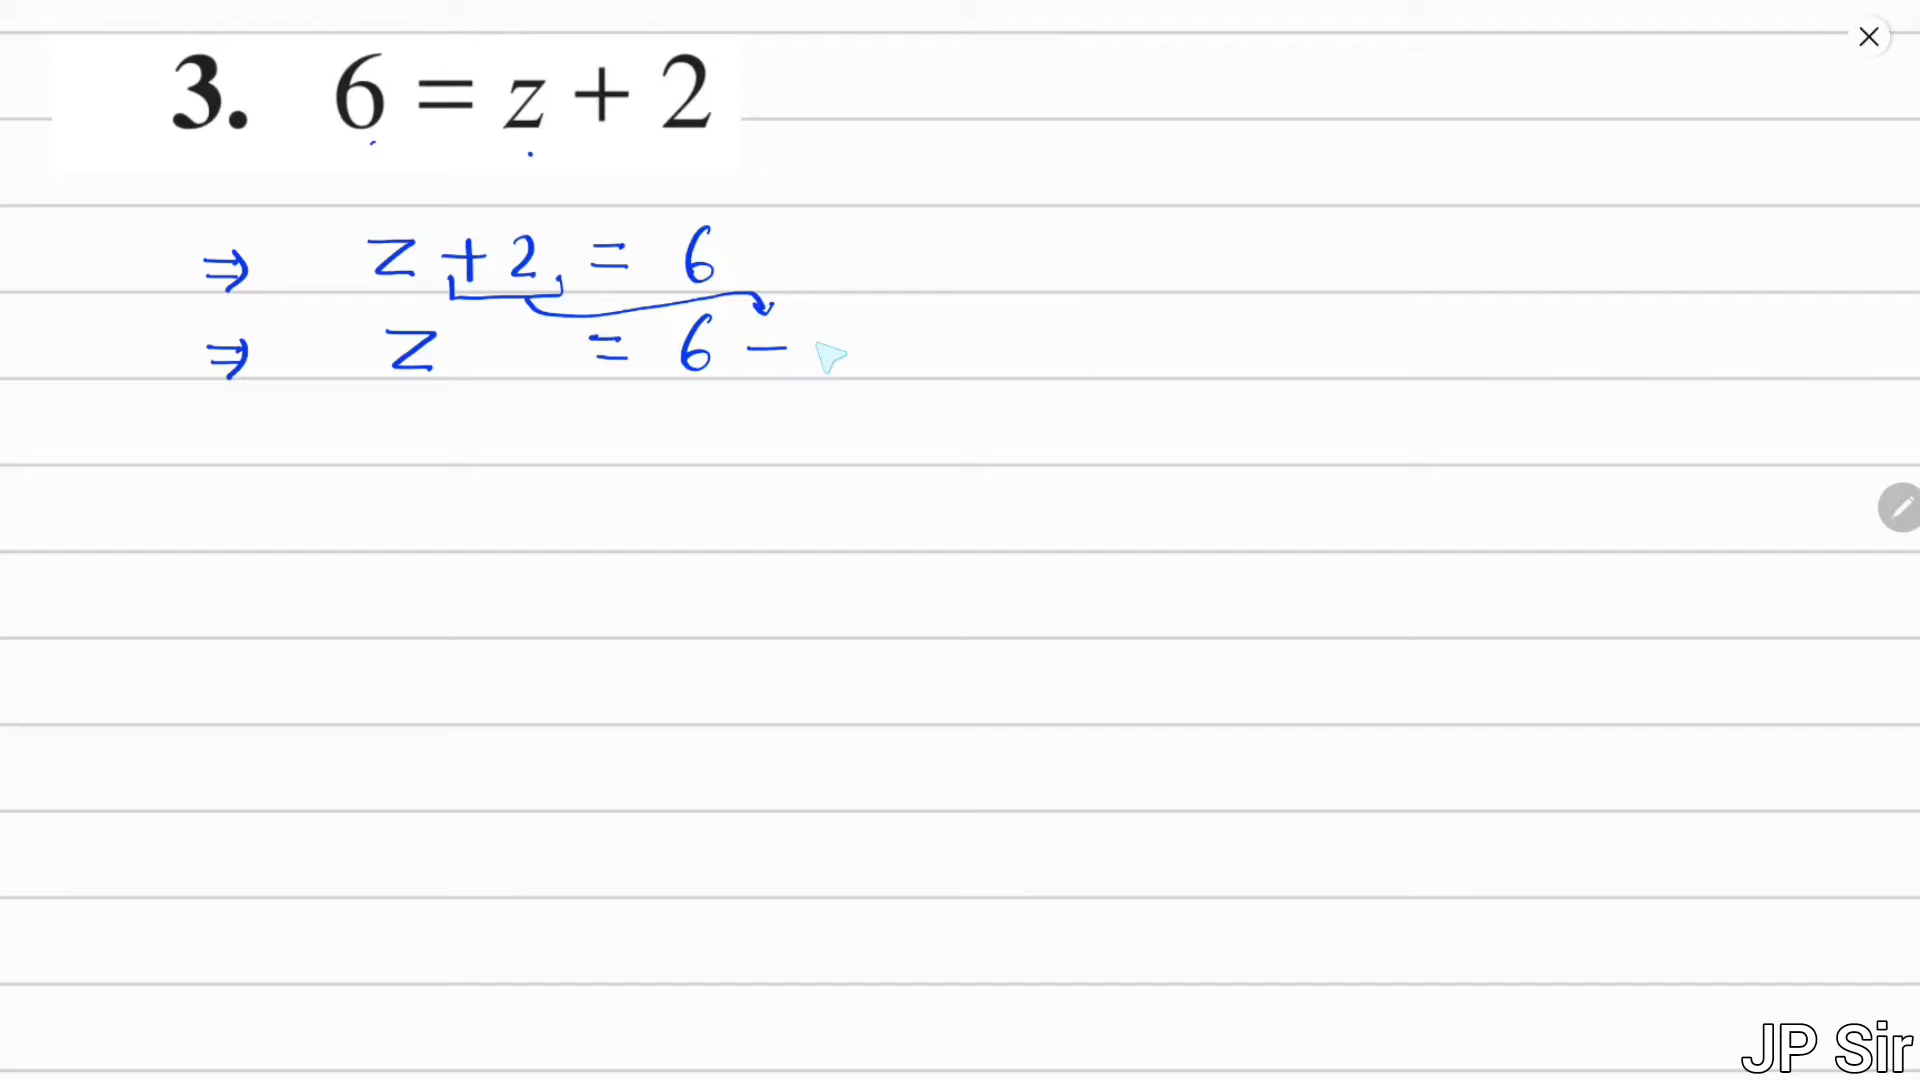 3. 6 = z + 2
⇒ z + 2 = 6
⇒ z = 6 −
JP Sir